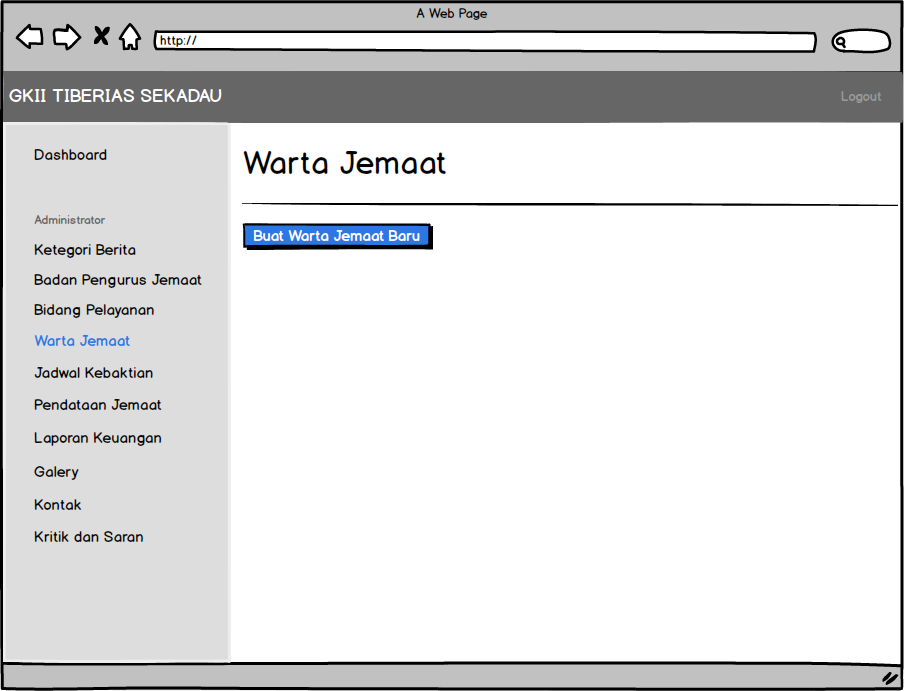 A Web Page
http://
GKII TIBERIAS SEKADAU
Logout
Dashboard
Administrator
Ketegori Berita
Badan Pengurus Jemaat
Bidang Pelayanan
Warta Jemaat
Jadwal Kebaktian
Pendataan Jemaat
Laporan Keuangan
Galery
Kontak
Kritik dan Saran
Warta Jemaat
Buat Warta Jemaat Baru